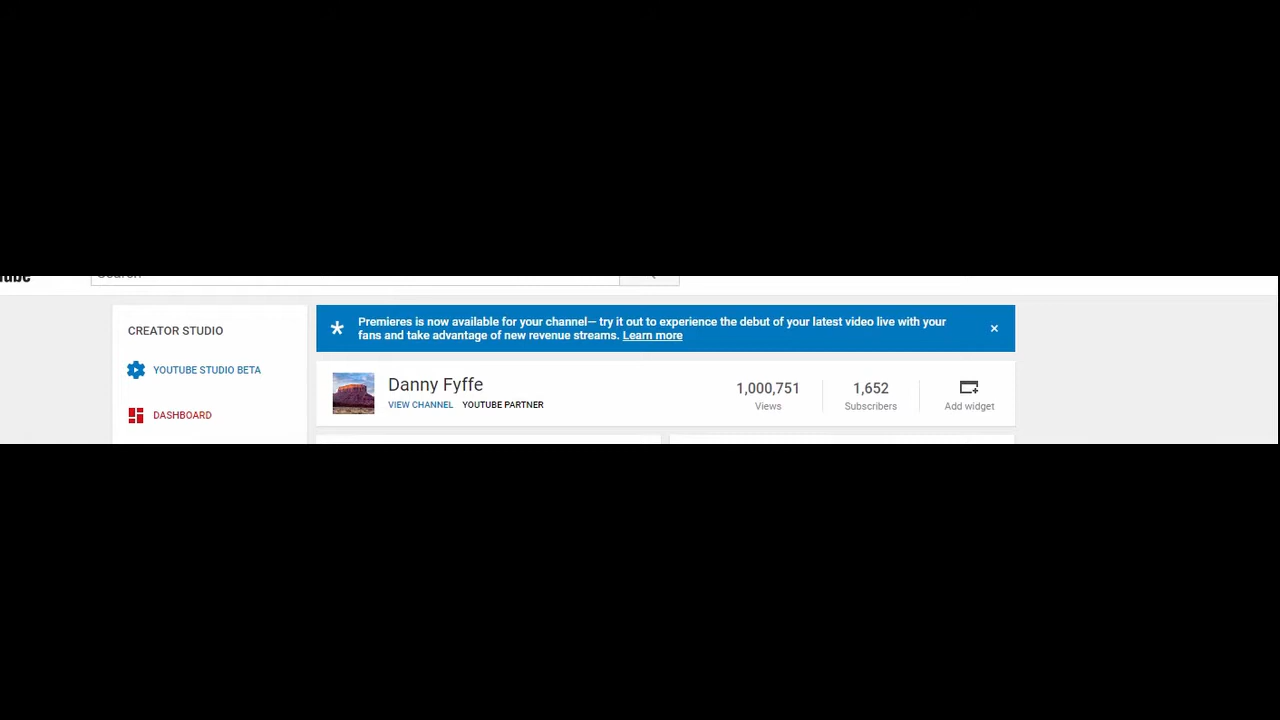 CREATOR STUDIO
YOUTUBE STUDIO BETA
DASHBOARD
Premieres is now available for your channel— try it out to experience the debut of your latest video live with your
fans and take advantage of new revenue streams. Learn more
Danny Fyffe
VIEW CHANNEL YOUTUBE PARTNER
1,000,751
Views
1,652
Subscribers
Add widget